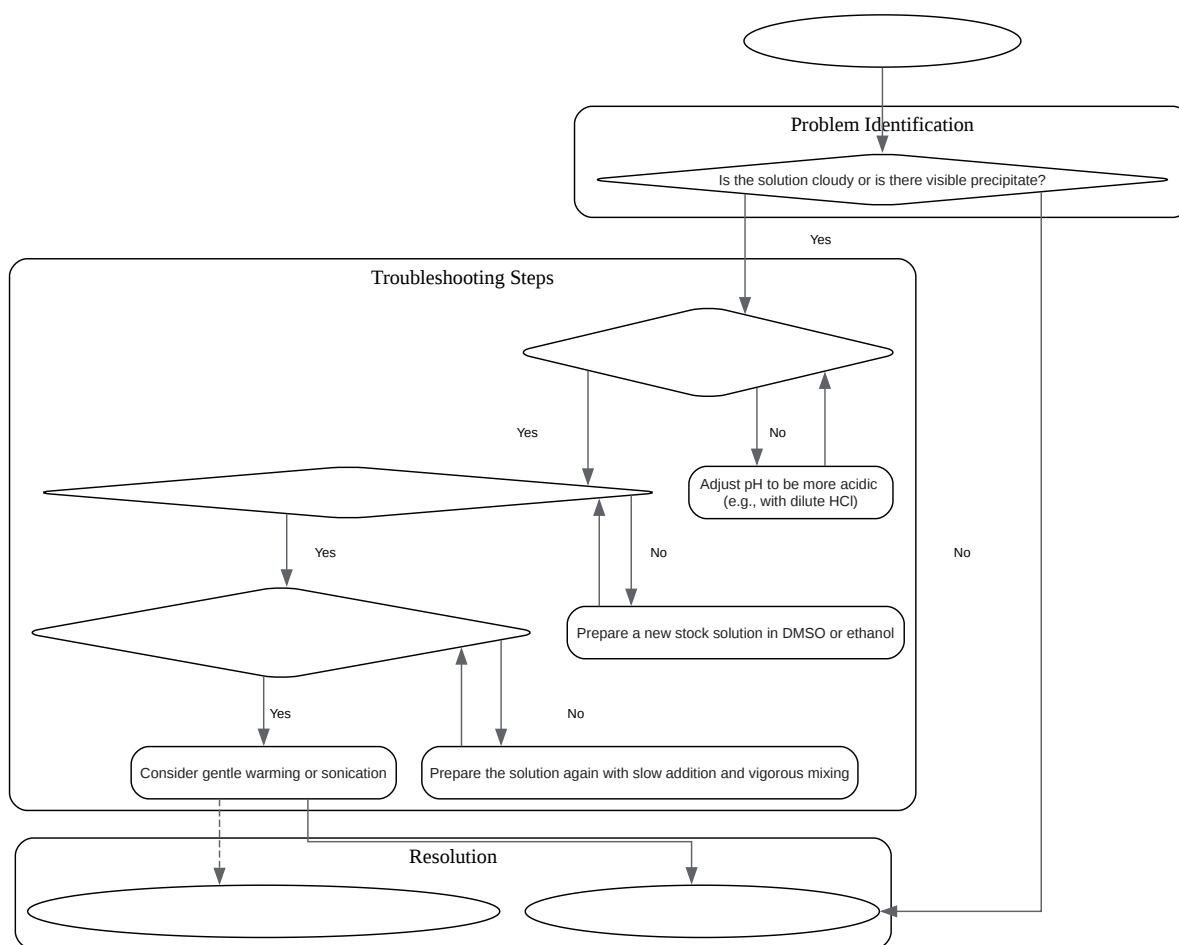 Problem Identification
Is the solution cloudy or is there visible precipitate?
Yes
Troubleshooting Steps
Yes
No
Adjust pH to be more acidic
(e.g., with dilute HCl)
Yes
No
No
Prepare a new stock solution in DMSO or ethanol
Yes
No
Consider gentle warming or sonication
Prepare the solution again with slow addition and vigorous mixing
Resolution